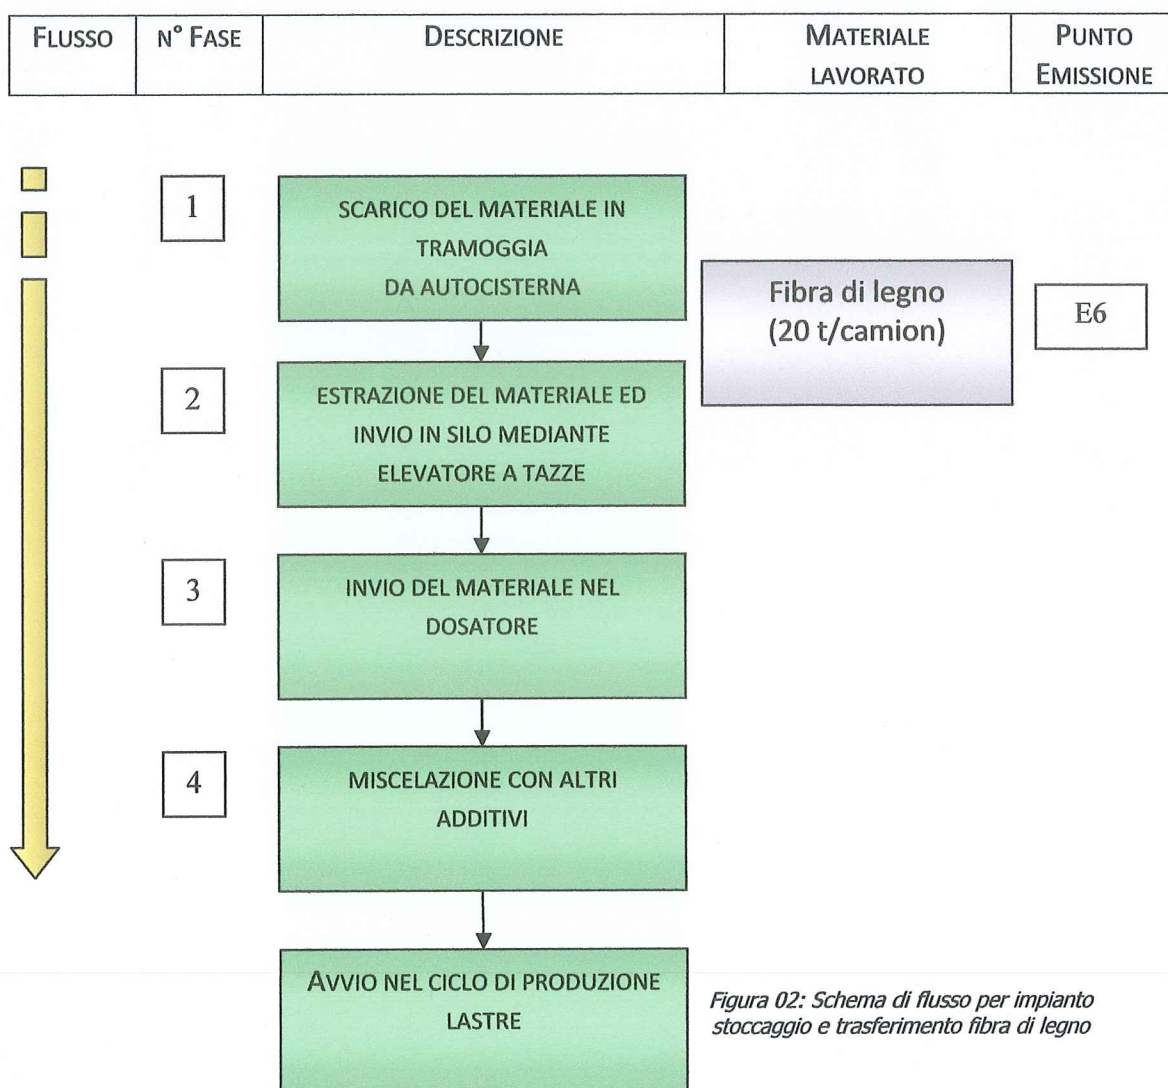 FLUSSO
N° FASE
DESCRIZIONE
MATERIALE
LAVORATO
PUNTO
EMISSIONE
1
SCARICO DEL MATERIALE IN
TRAMOGGIA
DA AUTOCISTERNA
Fibra di legno
(20 t/camion)
E6
2
ESTRAZIONE DEL MATERIALE ED
INVIO IN SILO MEDIANTE
ELEVATORE A TAZZE
3
INVIO DEL MATERIALE NEL
DOSATORE
4
MISCELAZIONE CON ALTRI
ADDITIVI
AVVIO NEL CICLO DI PRODUZIONE
LASTRE
Figura 02: Schema di flusso per impianto
stoccaggio e trasferimento fibra di legno